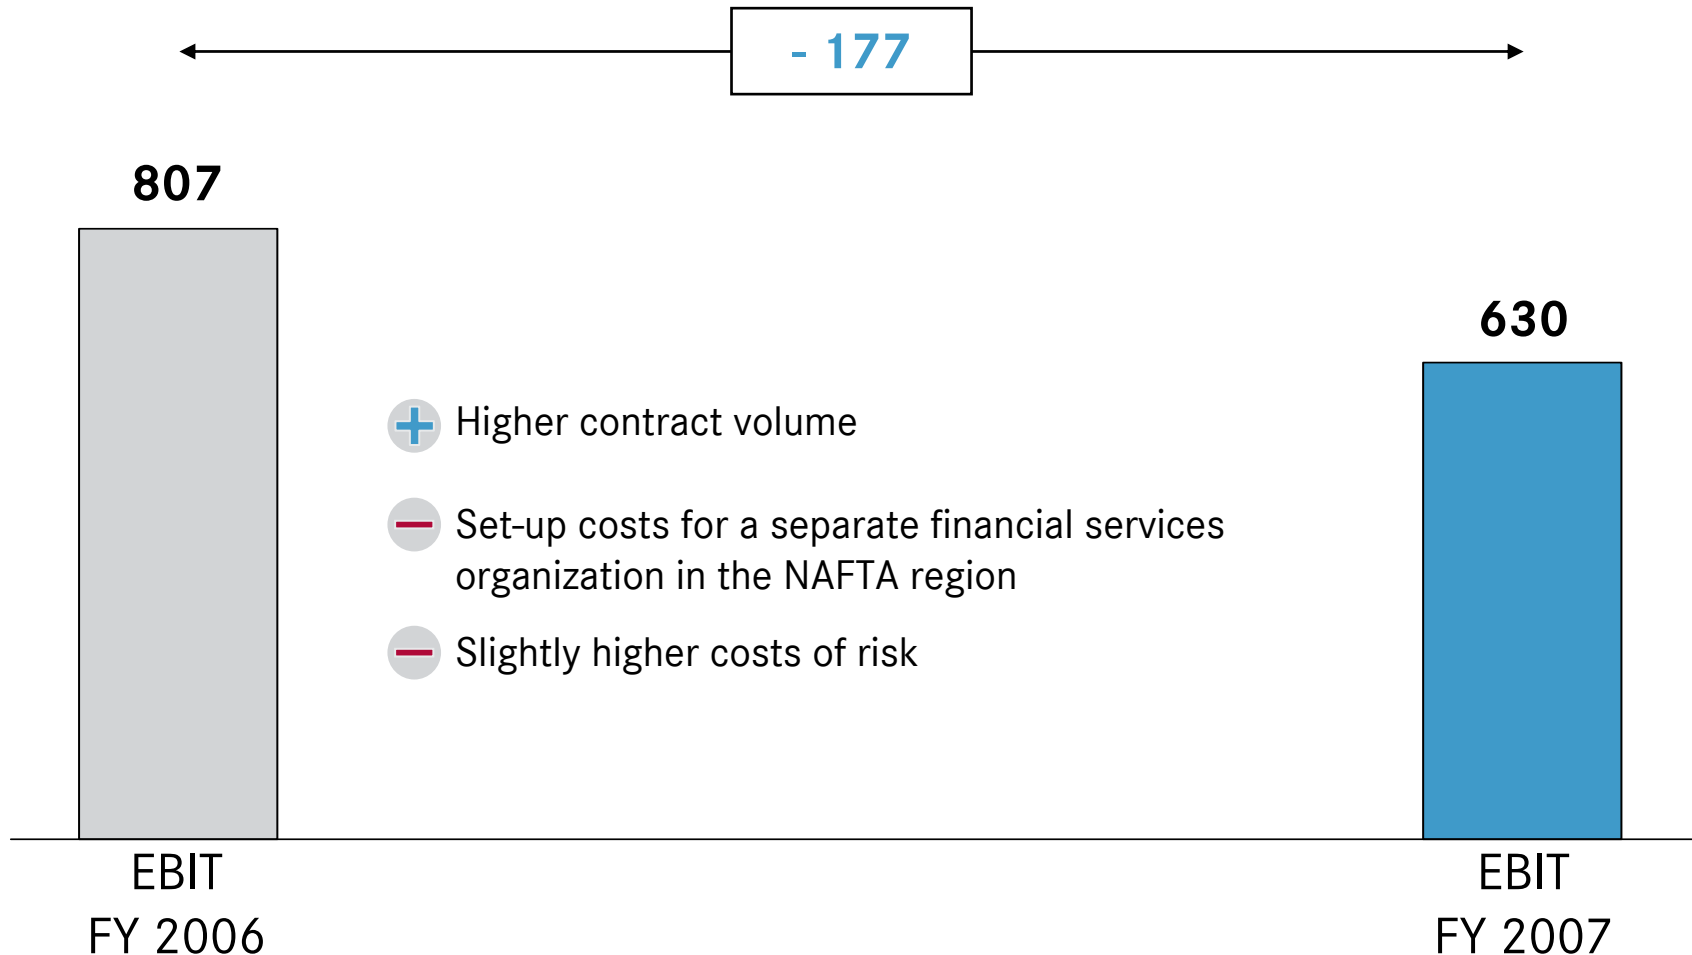 - 177
807
630
Higher contract volume
Set-up costs for a separate financial services
organization in the NAFTA region
Slightly higher costs of risk
EBIT
FY 2006
EBIT
FY 2007